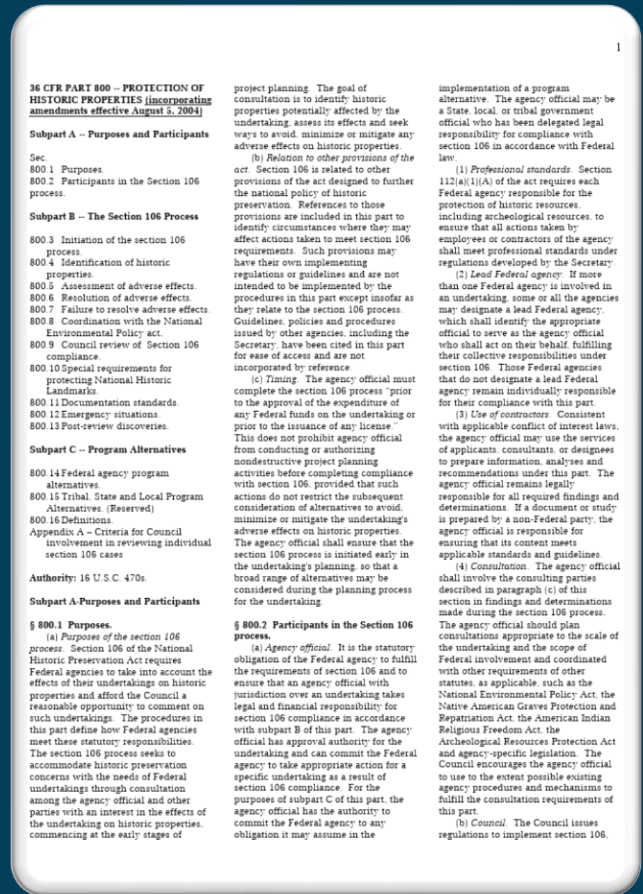 1
36 CFR PART 800 -- PROTECTION OF
HISTORIC PROPERTIES (incorporating
amendments effective August 5, 2004)
Subpart A -- Purposes and Participants
Sec.
800.1 Purposes.
800.2 Participants in the Section 106
process.
Subpart B -- The Section 106 Process
800.3 Initiation of the section 106
process.
800.4 Identification of historic
properties.
800.5 Assessment of adverse effects.
800.6 Resolution of adverse effects.
800.7 Failure to resolve adverse effects.
800.8 Coordination with the National
Environmental Policy act.
800.9 Council review of Section 106
compliance.
800.10 Special requirements for
protecting National Historic
Landmarks.
800.11 Documentation standards.
800.12 Emergency situations.
800.13 Post-review discoveries.
Subpart C -- Program Alternatives
800.14 Federal agency program
alternatives.
800.15 Tribal, State and Local Program
Alternatives. (Reserved)
800.16 Definitions.
Appendix A – Criteria for Council
involvement in reviewing individual
section 106 cases
Authority: 16 U.S.C. 470s.
Subpart A-Purposes and Participants
§ 800.1 Purposes.
(a) Purposes of the section 106
process. Section 106 of the National
Historic Preservation Act requires
Federal agencies to take into account the
effects of their undertakings on historic
properties and afford the Council a
reasonable opportunity to comment on
such undertakings. The procedures in
this part define how Federal agencies
meet these statutory responsibilities.
The section 106 process seeks to
accommodate historic preservation
concerns with the needs of Federal
undertakings through consultation
among the agency official and other
parties with an interest in the effects of
the undertaking on historic properties,
commencing at the early stages of
project planning. The goal of
consultation is to identify historic
properties potentially affected by the
undertaking, assess its effects and seek
ways to avoid, minimize or mitigate any
adverse effects on historic properties.
(b) Relation to other provisions of the
act. Section 106 is related to other
provisions of the act designed to further
the national policy of historic
preservation. References to those
provisions are included in this part to
identify circumstances where they may
affect actions taken to meet section 106
requirements. Such provisions may
have their own implementing
regulations or guidelines and are not
intended to be implemented by the
procedures in this part except insofar as
they relate to the section 106 process.
Guidelines, policies and procedures
issued by other agencies, including the
Secretary, have been cited in this part
for ease of access and are not
incorporated by reference.
(c) Timing. The agency official must
complete the section 106 process "prior
to the approval of the expenditure of
any Federal funds on the undertaking or
prior to the issuance of any license."
This does not prohibit agency official
from conducting or authorizing
nondestructive project planning
activities before completing compliance
with section 106, provided that such
actions do not restrict the subsequent
consideration of alternatives to avoid,
minimize or mitigate the undertaking's
adverse effects on historic properties.
The agency official shall ensure that the
section 106 process is initiated early in
the undertaking's planning, so that a
broad range of alternatives may be
considered during the planning process
for the undertaking.
§ 800.2 Participants in the Section 106
process.
(a) Agency official. It is the statutory
obligation of the Federal agency to fulfill
the requirements of section 106 and to
ensure that an agency official with
jurisdiction over an undertaking takes
legal and financial responsibility for
section 106 compliance in accordance
with subpart B of this part. The agency
official has approval authority for the
undertaking and can commit the Federal
agency to take appropriate action for a
specific undertaking as a result of
section 106 compliance. For the
purposes of subpart C of this part, the
agency official has the authority to
commit the Federal agency to any
obligation it may assume in the
implementation of a program
alternative. The agency official may be
a State, local, or tribal government
official who has been delegated legal
responsibility for compliance with
section 106 in accordance with Federal
law.
(1) Professional standards. Section
112(a)(1)(A) of the act requires each
Federal agency responsible for the
protection of historic resources,
including archeological resources, to
ensure that all actions taken by
employees or contractors of the agency
shall meet professional standards under
regulations developed by the Secretary.
(2) Lead Federal agency. If more
than one Federal agency is involved in
an undertaking, some or all the agencies
may designate a lead Federal agency,
which shall identify the appropriate
official to serve as the agency official
who shall act on their behalf, fulfilling
their collective responsibilities under
section 106. Those Federal agencies
that do not designate a lead Federal
agency remain individually responsible
for their compliance with this part.
(3) Use of contractors. Consistent
with applicable conflict of interest laws,
the agency official may use the services
of applicants, consultants, or designees
to prepare information, analyses and
recommendations under this part. The
agency official remains legally
responsible for all required findings and
determinations. If a document or study
is prepared by a non-Federal party, the
agency official is responsible for
ensuring that its content meets
applicable standards and guidelines.
(4) Consultation. The agency official
shall involve the consulting parties
described in paragraph (c) of this
section in findings and determinations
made during the section 106 process.
The agency official should plan
consultations appropriate to the scale of
the undertaking and the scope of
Federal involvement and coordinated
with other requirements of other
statutes, as applicable, such as the
National Environmental Policy Act, the
Native American Graves Protection and
Repatriation Act, the American Indian
Religious Freedom Act, the
Archeological Resources Protection Act
and agency-specific legislation. The
Council encourages the agency official
to use to the extent possible existing
agency procedures and mechanisms to
fulfill the consultation requirements of
this part.
(b) Council. The Council issues
regulations to implement section 106,